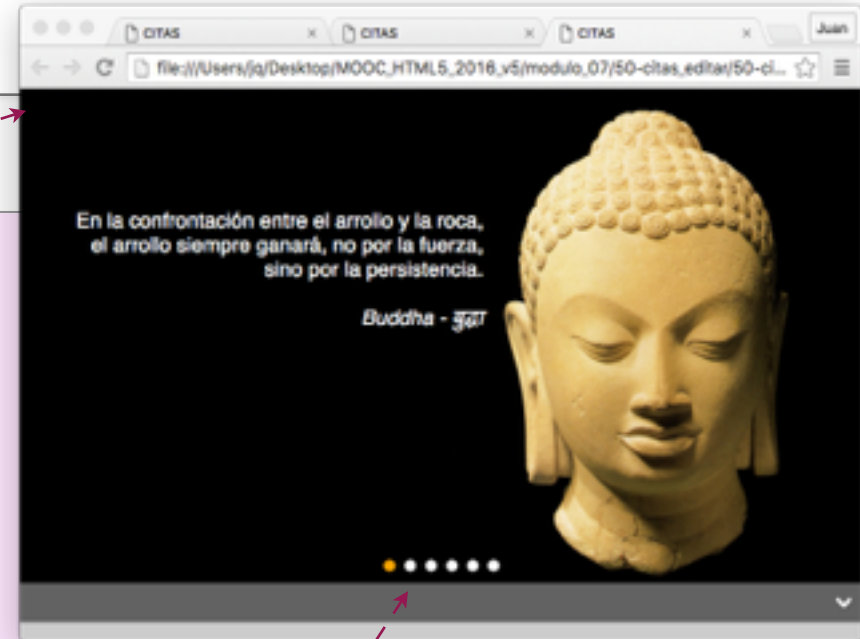 CITAS
CITAS
CITAS
Juan
file:///Users/jq/Desktop/MOOC_HTML5_2016_v5/modulo_07/50-citas_editar/50-ci...
En la confrontación entre el arrollo y la roca,
el arrollo siempre ganará, no por la fuerza,
sino por la persistencia.
Buddha - बुद्धा